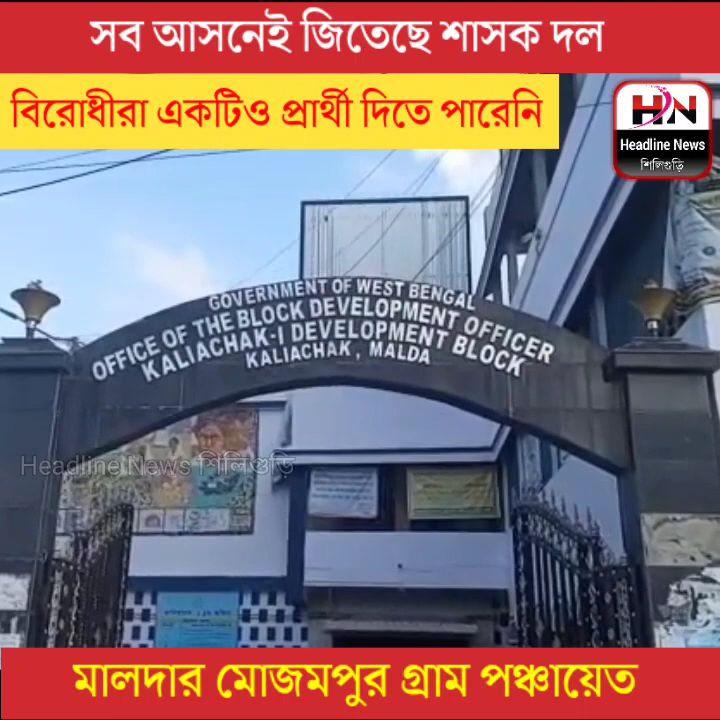 সব আসনেই জিতেছে শাসক দল
বিরোধীরা একটিও প্রার্থী দিতে পারেনি
HN
Headline News
শিলিগুড়ি
GOVERNMENT OF WEST BENGAL
OFFICE OF THE BLOCK DEVELOPMENT OFFICER
KALIACHAK-I DEVELOPMENT BLOCK
KALIACHAK, MALDA
Headline News শিলিগুড়ি
মালদার মোজমপুর গ্রাম পঞ্চায়েত